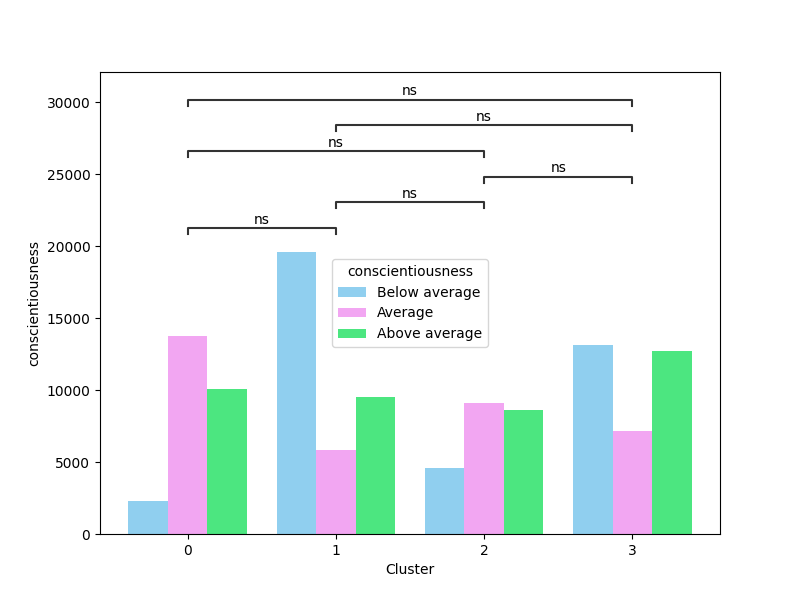 ns
ns
ns
ns
ns
ns
30000
25000
20000
15000
10000
5000
0
conscientiousness
conscientiousness
Below average
Average
Above average
0 1 2 3
Cluster